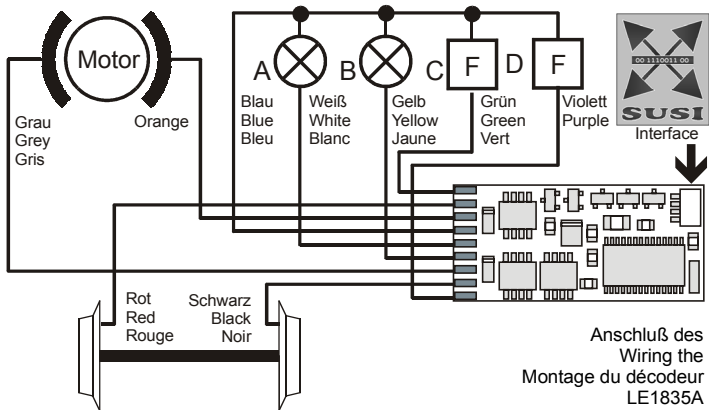 Motor
Grau
Grey
Gris
Orange
A
B
C
D
F
F
Blau
Blue
Bleu
Weiß
White
Blanc
Gelb
Yellow
Jaune
Grün
Green
Vert
Violett
Purple
00 1110011 00
SUSI
Interface
Rot
Red
Rouge
Schwarz
Black
Noir
Anschluß des
Wiring the
Montage du décodeur
LE1835A